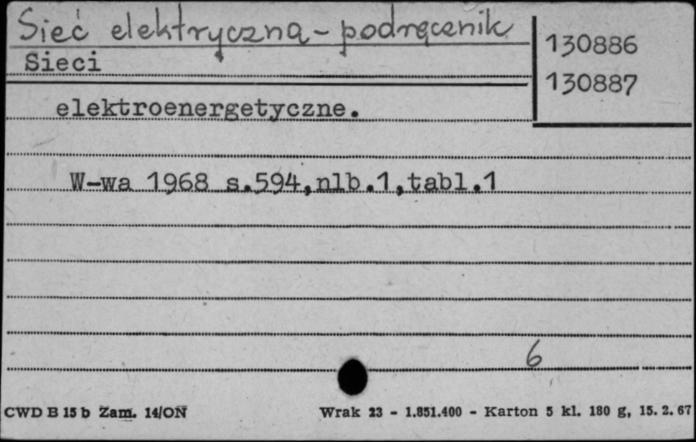 Sieć elektryczna - podręcznik
130886
Sieci
130887
elektroenergetyczne.
W-wa 1968 s.594,nlb.1,tabl.1
6
CWD B 15 b Zam. 14/ON Wrak 23 - 1.851.400 - Karton 5 kl. 180 g, 15. 2. 67